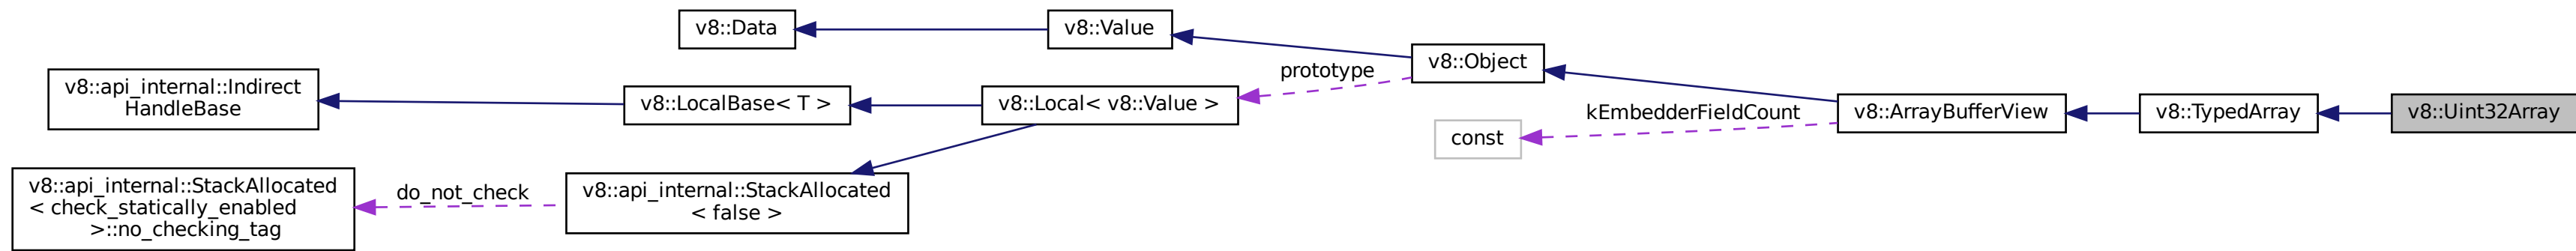 v8::Data
v8::Value
v8::Object
prototype
v8::api_internal::Indirect
HandleBase
v8::LocalBase< T >
v8::Local< v8::Value >
kEmbedderFieldCount
v8::ArrayBufferView
v8::TypedArray
v8::Uint32Array
const
v8::api_internal::StackAllocated
< check_statically_enabled
>::no_checking_tag
do_not_check
v8::api_internal::StackAllocated
< false >